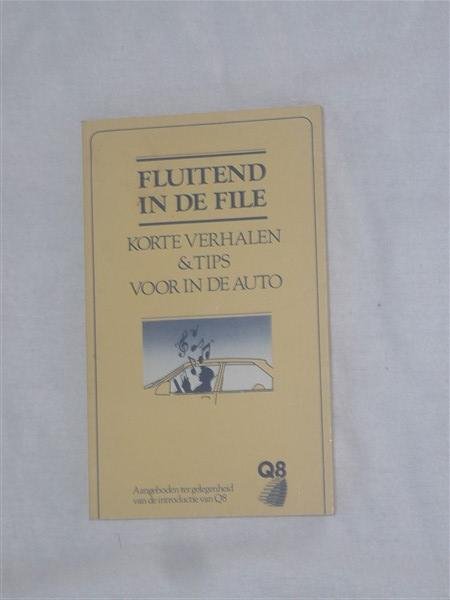 FLUITEND
IN DE FILE
KORTE VERHALEN
& TIPS
VOOR IN DE AUTO
Q8
Aangeboden ter gelegenheid
van de introductie van Q8